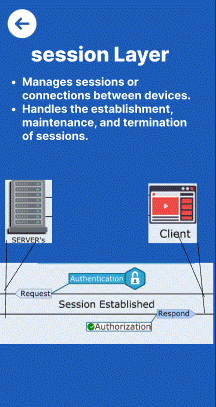 session Layer
• Manages sessions or
connections between devices.
• Handles the establishment,
maintenance, and termination
of sessions.
SERVER's
Client
Authentication
Request
Session Established
Respond
Authorization